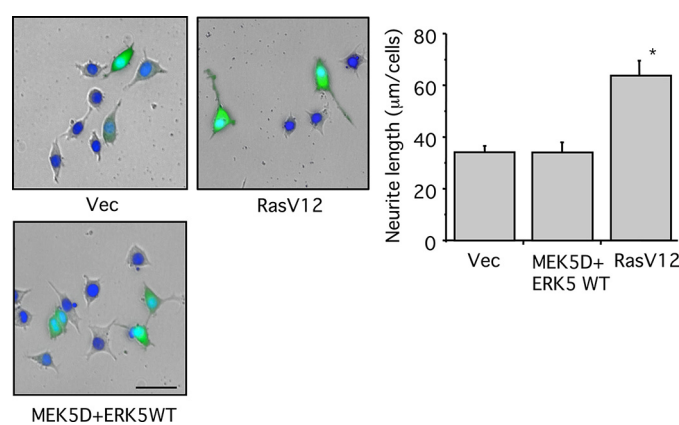 Vec
RasV12
MEK5D+ERK5WT
Neurite length (μm/cells)
80
60
40
20
0
*
Vec
MEK5D+
ERK5 WT
RasV12